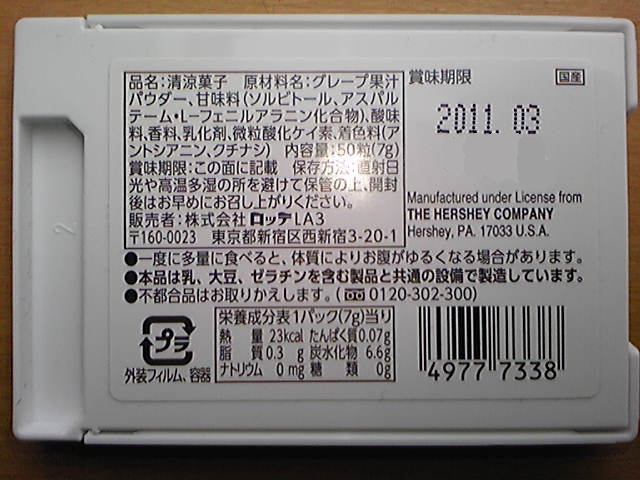 品名:清涼菓子 原材料名:グレープ果汁
パウダー、甘味料(ソルビトール、アスパル
テーム・L-フェニルアラニン化合物)、酸味
料、香料、乳化剤、微粒酸化ケイ素、着色料(ア
ントシアニン、クチナシ) 内容量:50粒(7g)
賞味期限:この面に記載 保存方法:直射日
光や高温多湿の所を避けて保管の上、開封
後はお早めにお召し上がりください。
販売者:株式会社 ロッテ LA3
〒160-0023 東京都新宿区西新宿3-20-1
賞味期限
国産
2011. 03
Manufactured under License from
THE HERSHEY COMPANY
Hershey, PA. 17033 U.S.A.
●一度に多量に食べると、体質によりお腹がゆるくなる場合があります。
●本品は乳、大豆、ゼラチンを含む製品と共通の設備で製造しています。
●不都合品はお取りかえします。(0120-302-300)
プラ
外装フィルム、容器
栄養成分表1パック(7g)当り
熱量 23kcal たんぱく質 0.07g
脂質 0.3g 炭水化物 6.6g
ナトリウム 0mg 糖類 0g
4977 7338
2